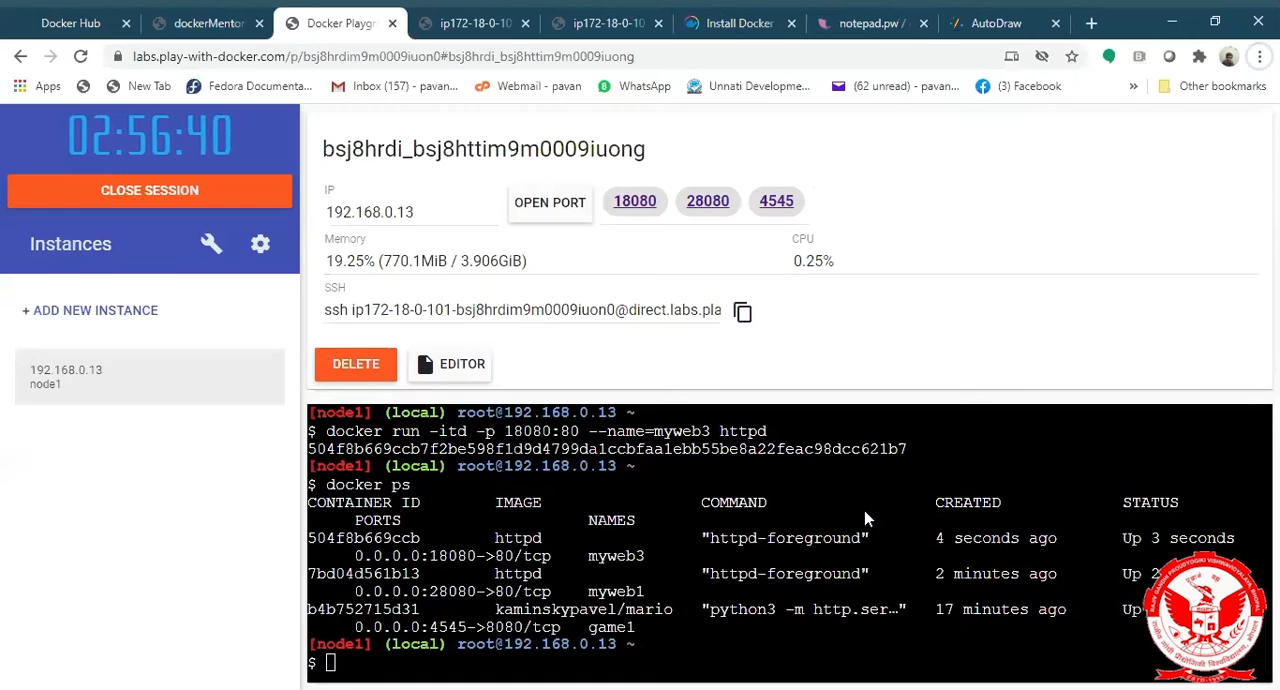 Docker Hub
dockerMentor
Docker Playgr
ip172-18-0-10
ip172-18-0-10
Install Docker
notepad.pw /
AutoDraw
labs.play-with-docker.com/p/bsj8hrdim9m0009iuon0#bsj8hrdi_bsj8httim9m0009iuong
Apps
New Tab
Fedora Documenta...
Inbox (157) - pavan...
Webmail - pavan
WhatsApp
Unnati Developme...
(62 unread) - pavan...
(3) Facebook
»
Other bookmarks
02:56:40
CLOSE SESSION
Instances
+ ADD NEW INSTANCE
192.168.0.13
node1
bsj8hrdi_bsj8httim9m0009iuong
IP
192.168.0.13
OPEN PORT
18080
28080
4545
Memory
19.25% (770.1MiB / 3.906GiB)
CPU
0.25%
SSH
ssh ip172-18-0-101-bsj8hrdim9m0009iuon0@direct.labs.pla
DELETE
EDITOR
[node1] (local) root@192.168.0.13 ~
$ docker run -itd -p 18080:80 --name=myweb3 httpd
504f8b669ccb7f2be598f1d9d4799da1ccbfaa1ebb55be8a22feac98dcc621b7
[node1] (local) root@192.168.0.13 ~
$ docker ps
CONTAINER ID IMAGE COMMAND CREATED STATUS
PORTS NAMES
504f8b669ccb httpd "httpd-foreground" 4 seconds ago Up 3 seconds
0.0.0.0:18080->80/tcp myweb3
7bd04d561b13 httpd "httpd-foreground" 2 minutes ago Up 2
0.0.0.0:28080->80/tcp myweb1
b4b752715d31 kaminskypavel/mario "python3 -m http.ser…" 17 minutes ago Up
0.0.0.0:4545->8080/tcp game1
[node1] (local) root@192.168.0.13 ~
$